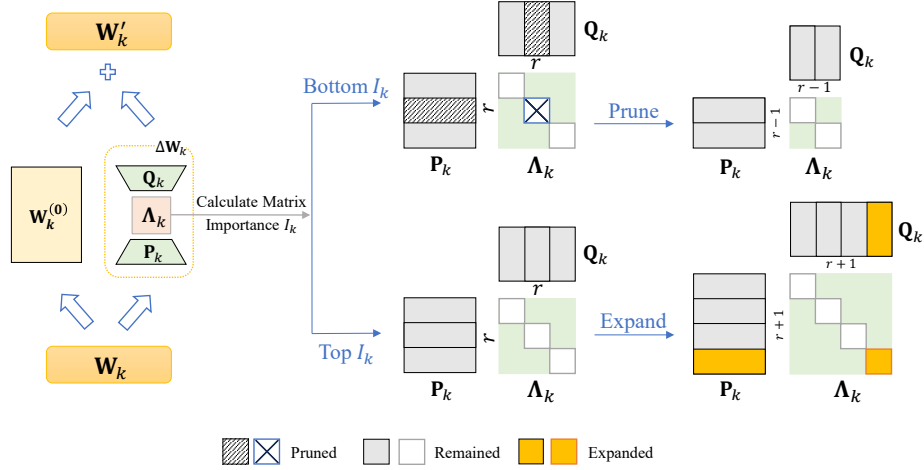 W′ₖ
ΔWₖ
Qₖ
Wₖ⁽⁰⁾
Λₖ
Pₖ
Wₖ
Calculate Matrix
Importance Iₖ
Bottom Iₖ
Qₖ
r
r
Pₖ
Λₖ
Prune
Qₖ
r − 1
r − 1
Pₖ
Λₖ
Top Iₖ
Qₖ
r
r
Pₖ
Λₖ
Expand
Qₖ
r + 1
r + 1
Pₖ
Λₖ
Pruned
Remained
Expanded